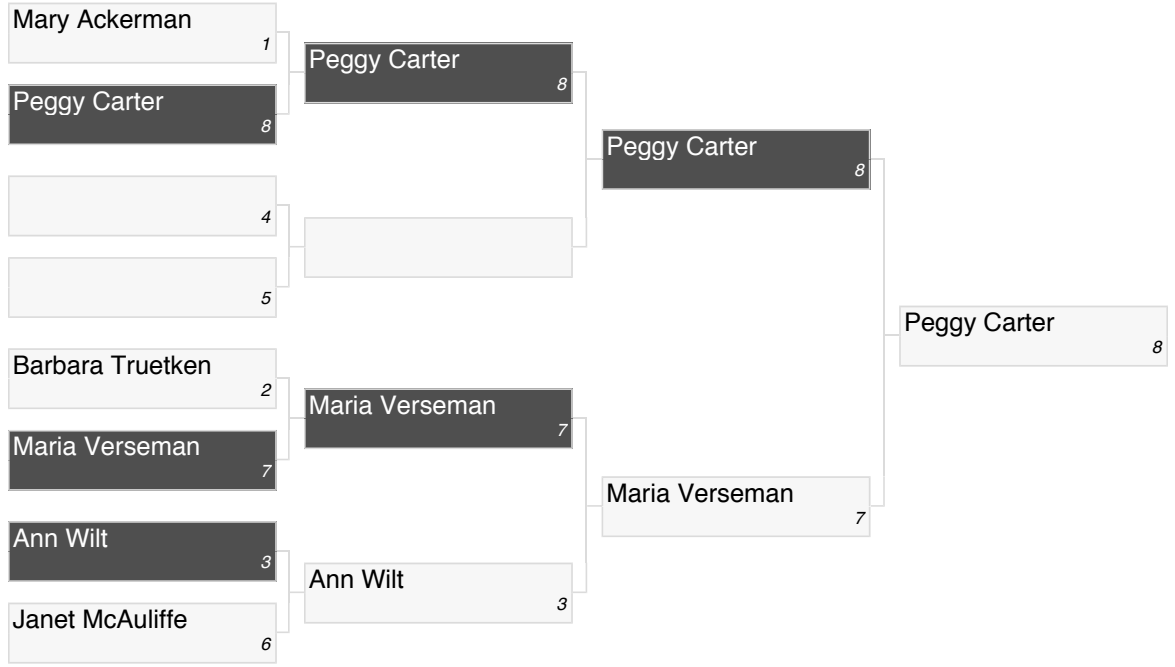 Mary Ackerman
1
Peggy Carter
8
4
5
Barbara Truetken
2
Maria Verseman
7
Ann Wilt
3
Janet McAuliffe
6
Peggy Carter
8
Maria Verseman
7
Ann Wilt
3
Peggy Carter
8
Maria Verseman
7
Peggy Carter
8